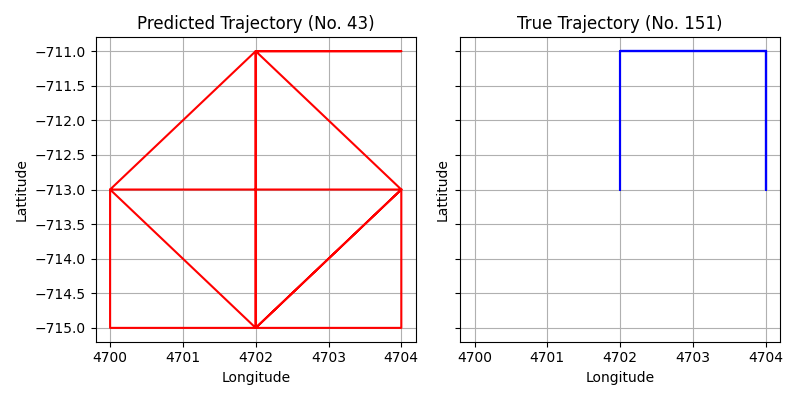 Predicted Trajectory (No. 43)
True Trajectory (No. 151)
−711.0
−711.5
−712.0
−712.5
−713.0
−713.5
−714.0
−714.5
−715.0
Lattitude
4700 4701 4702 4703 4704
Longitude
Lattitude
4700 4701 4702 4703 4704
Longitude